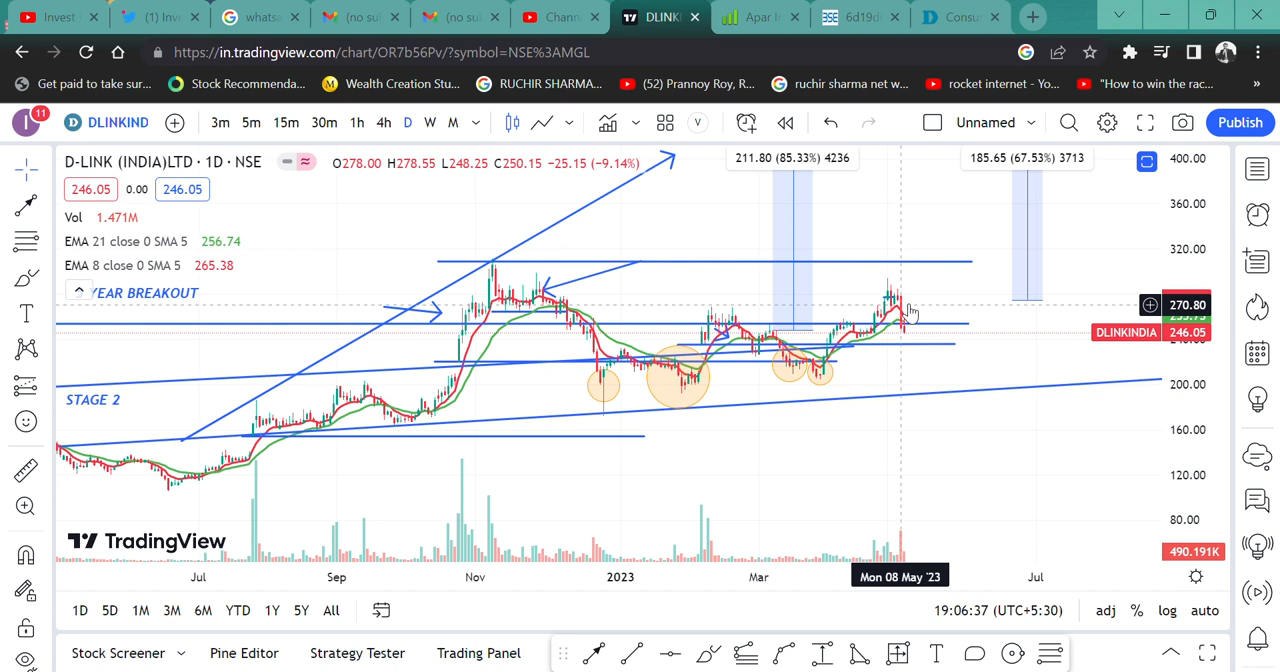 Invest
(1) Inv
whatsa
(no su
(no su
Chann
DLINKI
Apar I
6d19d
Consu
https://in.tradingview.com/chart/OR7b56Pv/?symbol=NSE%3AMGL
Get paid to take sur...
Stock Recommenda...
Wealth Creation Stu...
RUCHIR SHARMA...
(52) Prannoy Roy, R...
ruchir sharma net w...
rocket internet - Yo...
"How to win the rac...
»
I 11 DLINKIND 3m 5m 15m 30m 1h 4h D W M V Unnamed Publish
D-LINK (INDIA)LTD · 1D · NSE O278.00 H278.55 L248.25 C250.15 -25.15 (-9.14%)
211.80 (85.33%) 4236
185.65 (67.53%) 3713
246.05 0.00 246.05
Vol 1.471M
EMA 21 close 0 SMA 5 256.74
EMA 8 close 0 SMA 5 265.38
YEAR BREAKOUT
STAGE 2
400.00
360.00
320.00
270.80
DLINKINDIA 246.05
200.00
160.00
120.00
80.00
490.191K
TradingView
Jul Sep Nov 2023 Mar Mon 08 May '23 Jul
1D 5D 1M 3M 6M YTD 1Y 5Y All 19:06:37 (UTC+5:30) adj % log auto
Stock Screener Pine Editor Strategy Tester Trading Panel